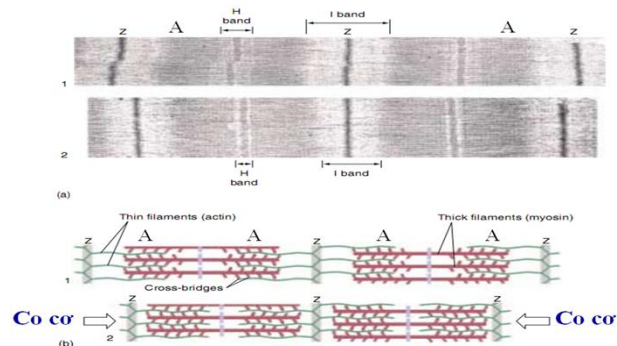 H
band
I band
Z A Z A Z
1
2
H
band
I band
(a)
Thin filaments (actin)
Thick filaments (myosin)
Z A A Z A A Z
1
Cross-bridges
Z Z Z
Co cơ
Co cơ
2
(b)